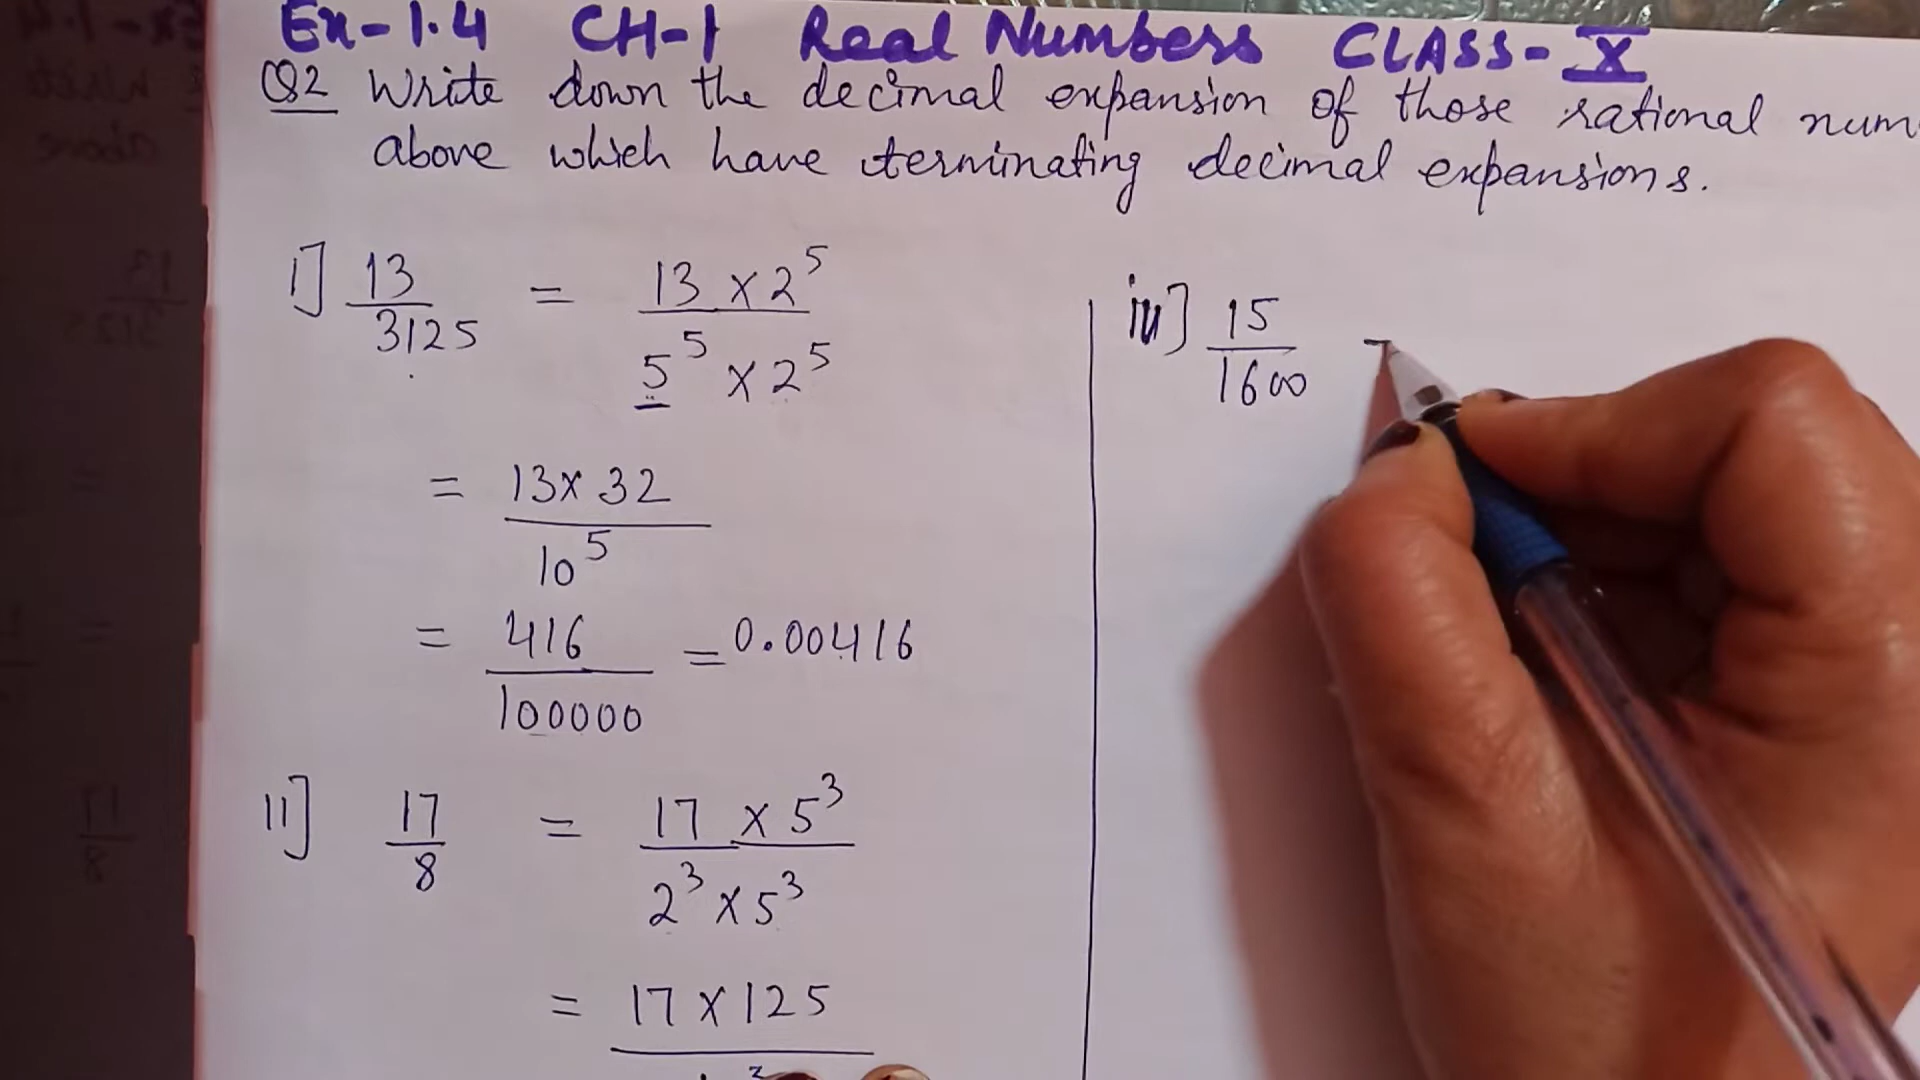 Ex-1.4 CH-1 Real Numbers CLASS-X
Q2 Write down the decimal expansion of those rational num
above which have terminating decimal expansions.
i] 13/3125 = 13 × 2^5 / 5^5 × 2^5
= 13 × 32 / 10^5
= 416/100000 = 0.00416
ii] 17/8 = 17 × 5^3 / 2^3 × 5^3
= 17 × 125
iv] 15/1600